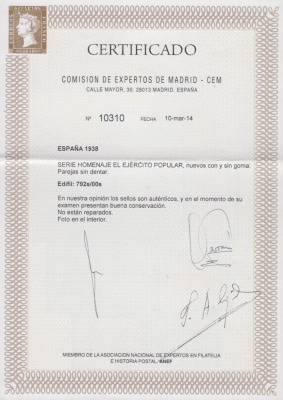 CERTIFICADO
COMISION DE EXPERTOS DE MADRID - CEM
CALLE MAYOR, 30. 28013 MADRID. ESPAÑA
Nº 10310 FECHA 10-mar-14
ESPAÑA 1938
SERIE HOMENAJE EL EJÉRCITO POPULAR, nuevos con y sin goma.
Parejas sin dentar.
Edifil: 792s/00s
En nuestra opinión los sellos son auténticos, y en el momento de su
examen presentan buena conservación.
No están reparados.
Foto en el interior.
MIEMBRO DE LA ASOCIACION NACIONAL DE EXPERTOS EN FILATELIA
E HISTORIA POSTAL - ANEF